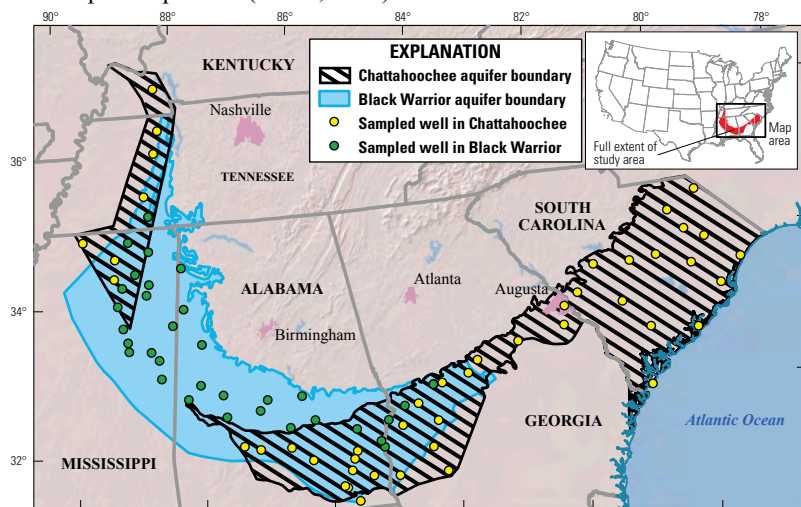 90° 88° 86° 84° 82° 80° 78°
EXPLANATION
Chattahoochee aquifer boundary
Black Warrior aquifer boundary
Sampled well in Chattahoochee
Sampled well in Black Warrior
Full extent of
study area
Map
area
KENTUCKY
Nashville
TENNESSEE
36°
SOUTH
CAROLINA
ALABAMA
Atlanta
Augusta
34°
Birmingham
GEORGIA
Atlantic Ocean
MISSISSIPPI
32°